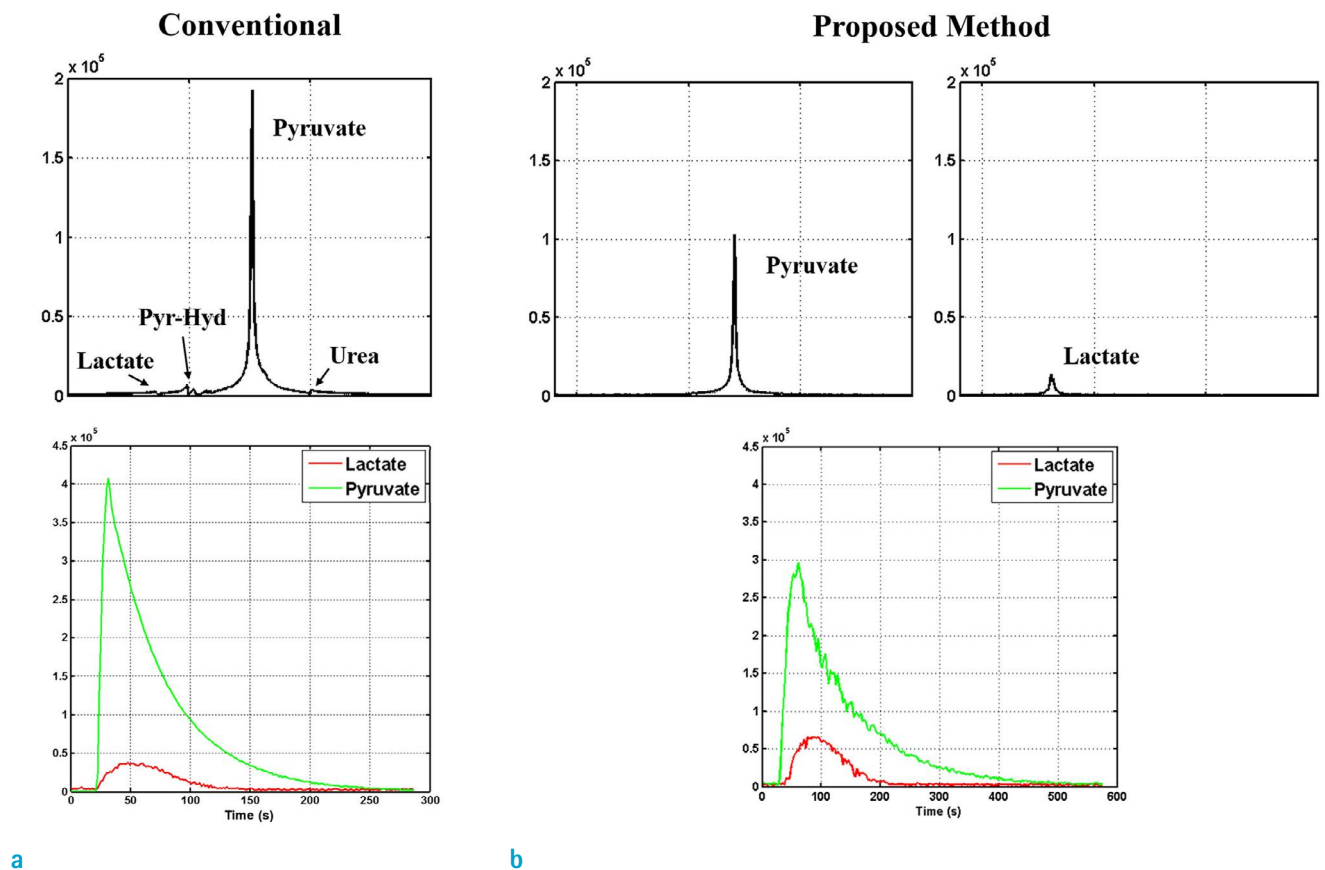 Conventional
Proposed Method
x 10^5
2
1.5
1
0.5
0
Pyruvate
Pyr-Hyd
Lactate
Urea
x 10^5
2
1.5
1
0.5
0
Pyruvate
x 10^5
2
1.5
1
0.5
0
Lactate
x 10^5
4.5
4
3.5
3
2.5
2
1.5
1
0.5
0
0 50 100 150 200 250 300
Time (s)
Lactate
Pyruvate
x 10^5
4.5
4
3.5
3
2.5
2
1.5
1
0.5
0
0 100 200 300 400 500 600
Time (s)
Lactate
Pyruvate
a
b